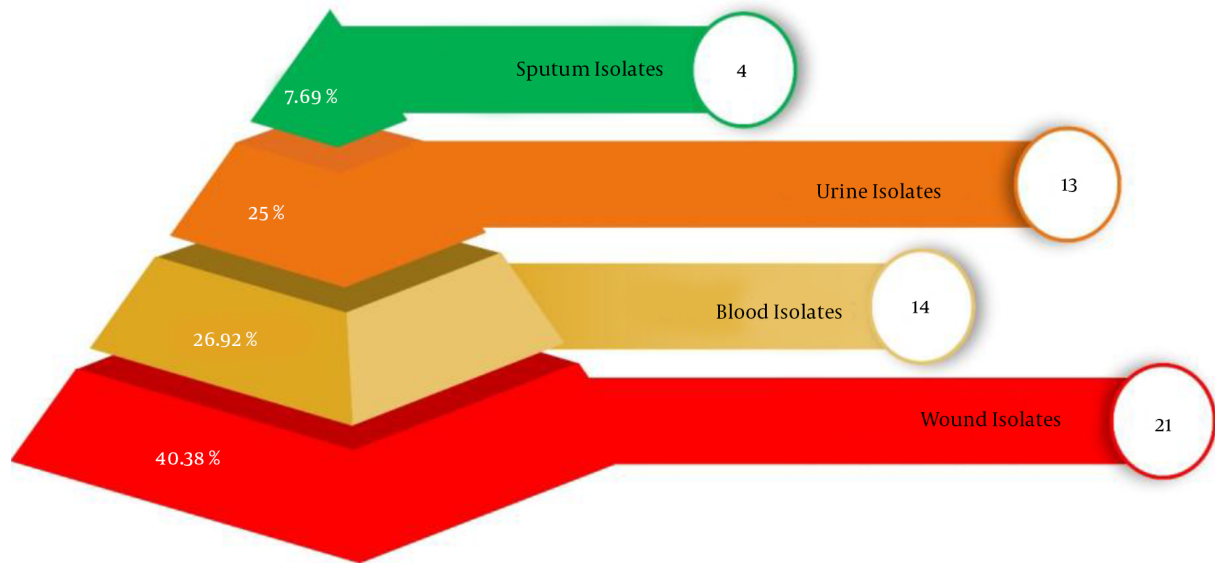 Sputum Isolates
4
7.69 %
Urine Isolates
13
25 %
Blood Isolates
14
26.92 %
Wound Isolates
21
40.38 %